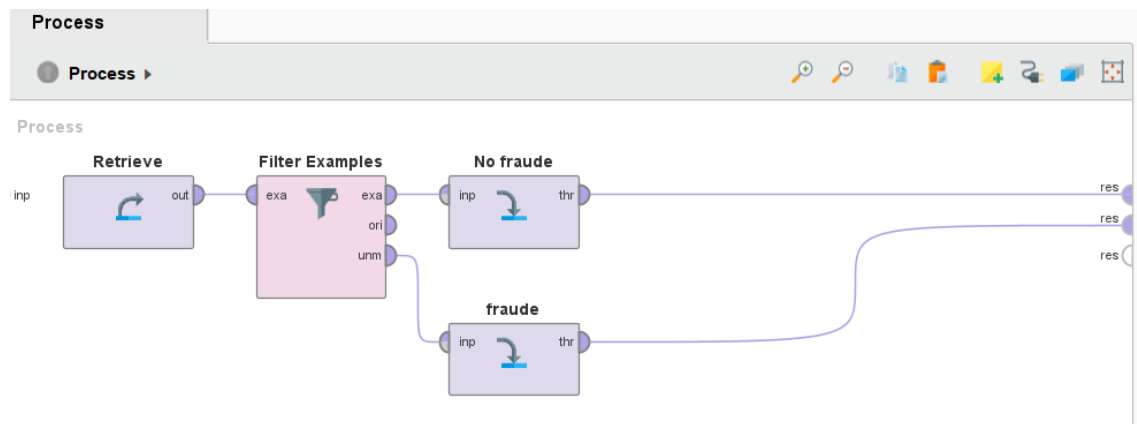 Process
Process
Process
Retrieve
Filter Examples
No fraude
inp
out
exa
exa
inp
thr
res
ori
res
unm
res
fraude
inp
thr